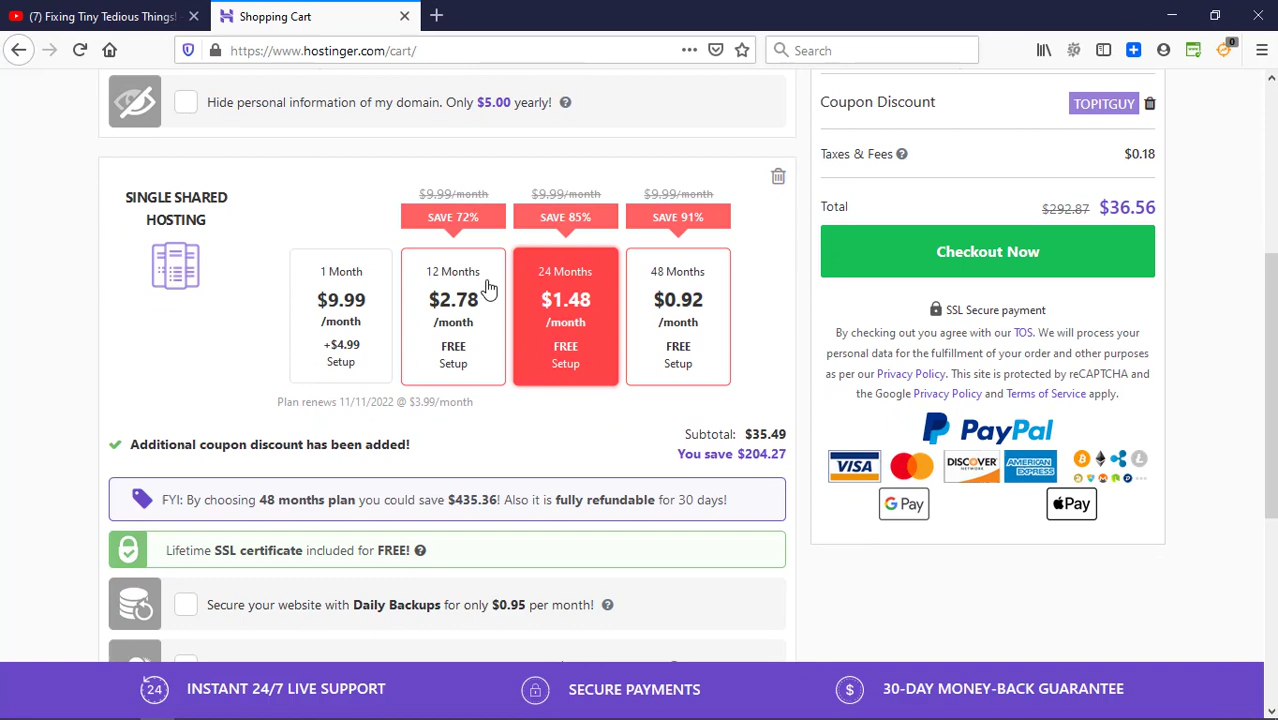 (7) Fixing Tiny Tedious Things!
Shopping Cart
https://www.hostinger.com/cart/
Search
0
Hide personal information of my domain. Only $5.00 yearly!
SINGLE SHARED
HOSTING
$9.99/month
SAVE 72%
$9.99/month
SAVE 85%
$9.99/month
SAVE 91%
1 Month
$9.99
/month
+$4.99
Setup
12 Months
$2.78
/month
FREE
Setup
24 Months
$1.48
/month
FREE
Setup
48 Months
$0.92
/month
FREE
Setup
Plan renews 11/11/2022 @ $3.99/month
Additional coupon discount has been added!
Subtotal: $35.49
You save $204.27
FYI: By choosing 48 months plan you could save $435.36! Also it is fully refundable for 30 days!
Lifetime SSL certificate included for FREE!
Secure your website with Daily Backups for only $0.95 per month!
Coupon Discount TOPITGUY
Taxes & Fees $0.18
Total $292.87 $36.56
Checkout Now
SSL Secure payment
By checking out you agree with our TOS. We will process your
personal data for the fulfillment of your order and other purposes
as per our Privacy Policy. This site is protected by reCAPTCHA and
the Google Privacy Policy and Terms of Service apply.
PayPal
VISA
DISCOVER
NETWORK
AMERICAN
EXPRESS
G Pay
Pay
24 INSTANT 24/7 LIVE SUPPORT
SECURE PAYMENTS
$ 30-DAY MONEY-BACK GUARANTEE